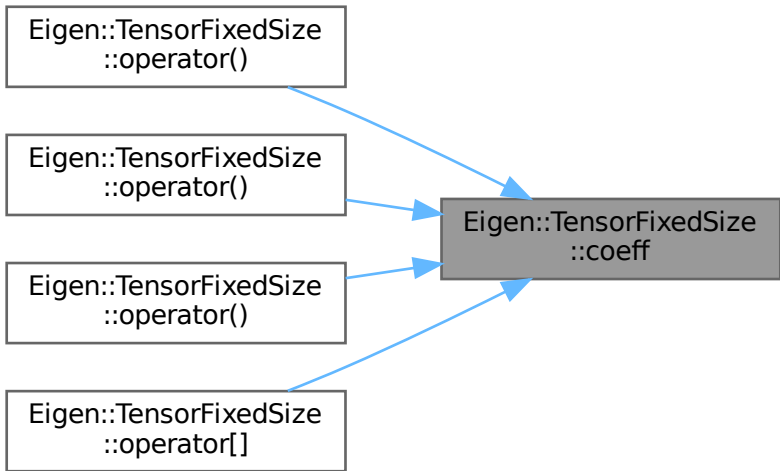 Eigen::TensorFixedSize
::operator()
Eigen::TensorFixedSize
::operator()
Eigen::TensorFixedSize
::coeff
Eigen::TensorFixedSize
::operator()
Eigen::TensorFixedSize
::operator[]